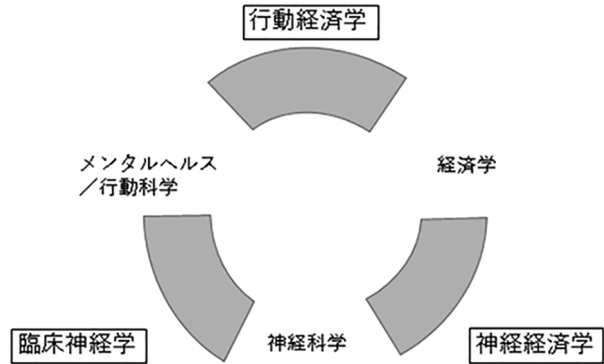 行動経済学
メンタルヘルス
／行動科学
経済学
臨床神経学
神経科学
神経経済学